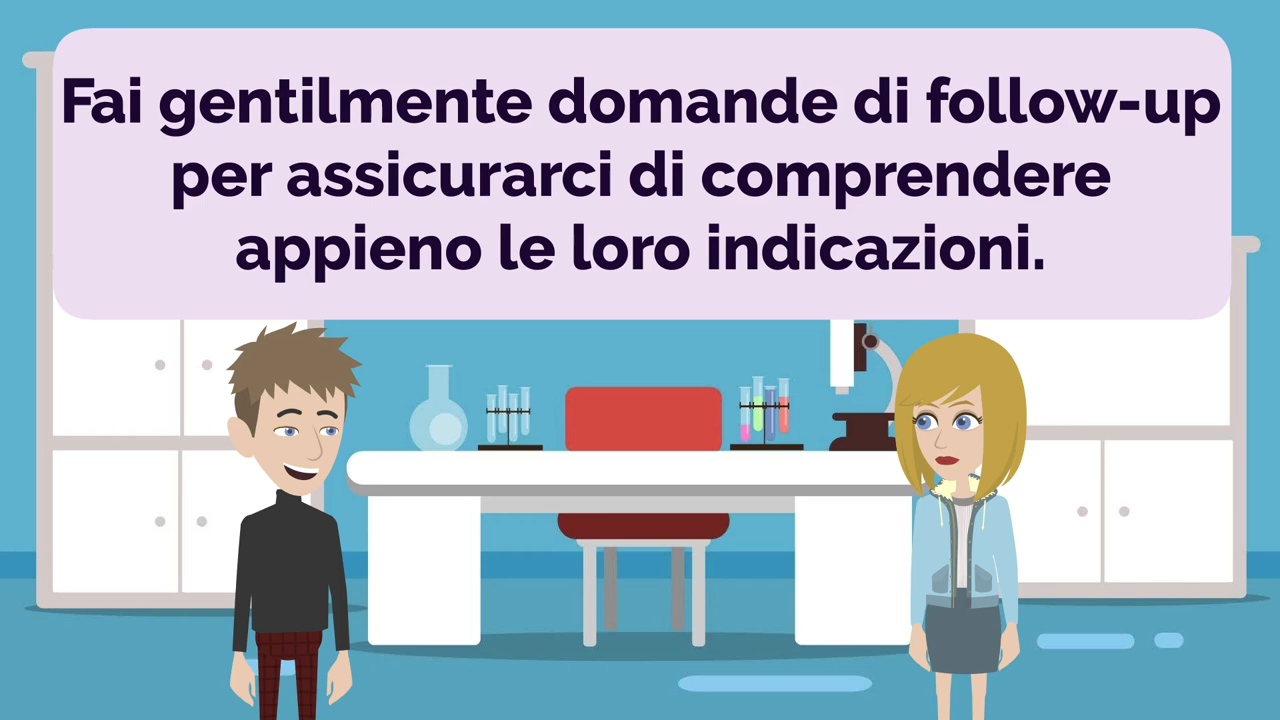 Fai gentilmente domande di follow-up
per assicurarci di comprendere
appieno le loro indicazioni.